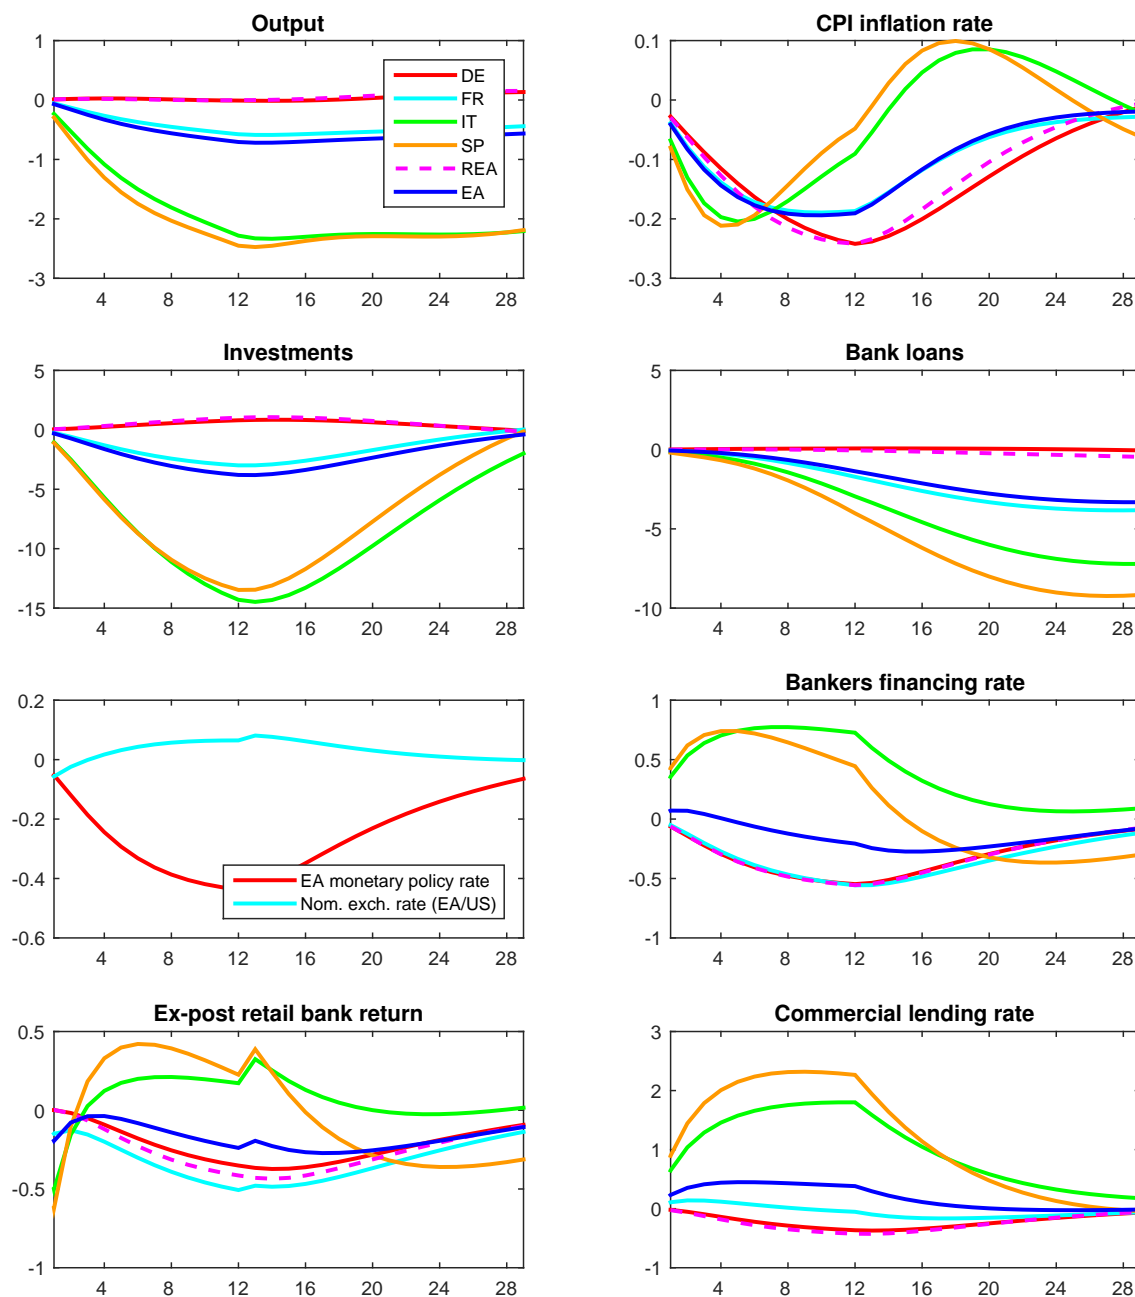 Output
1
0
-1
-2
-3
4 8 12 16 20 24 28
DE
FR
IT
SP
REA
EA
CPI inflation rate
0.1
0
-0.1
-0.2
-0.3
4 8 12 16 20 24 28
Investments
5
0
-5
-10
-15
4 8 12 16 20 24 28
Bank loans
5
0
-5
-10
4 8 12 16 20 24 28
0.2
0
-0.2
-0.4
-0.6
4 8 12 16 20 24 28
EA monetary policy rate
Nom. exch. rate (EA/US)
Bankers financing rate
1
0.5
0
-0.5
-1
4 8 12 16 20 24 28
Ex-post retail bank return
0.5
0
-0.5
-1
4 8 12 16 20 24 28
Commercial lending rate
3
2
1
0
-1
4 8 12 16 20 24 28